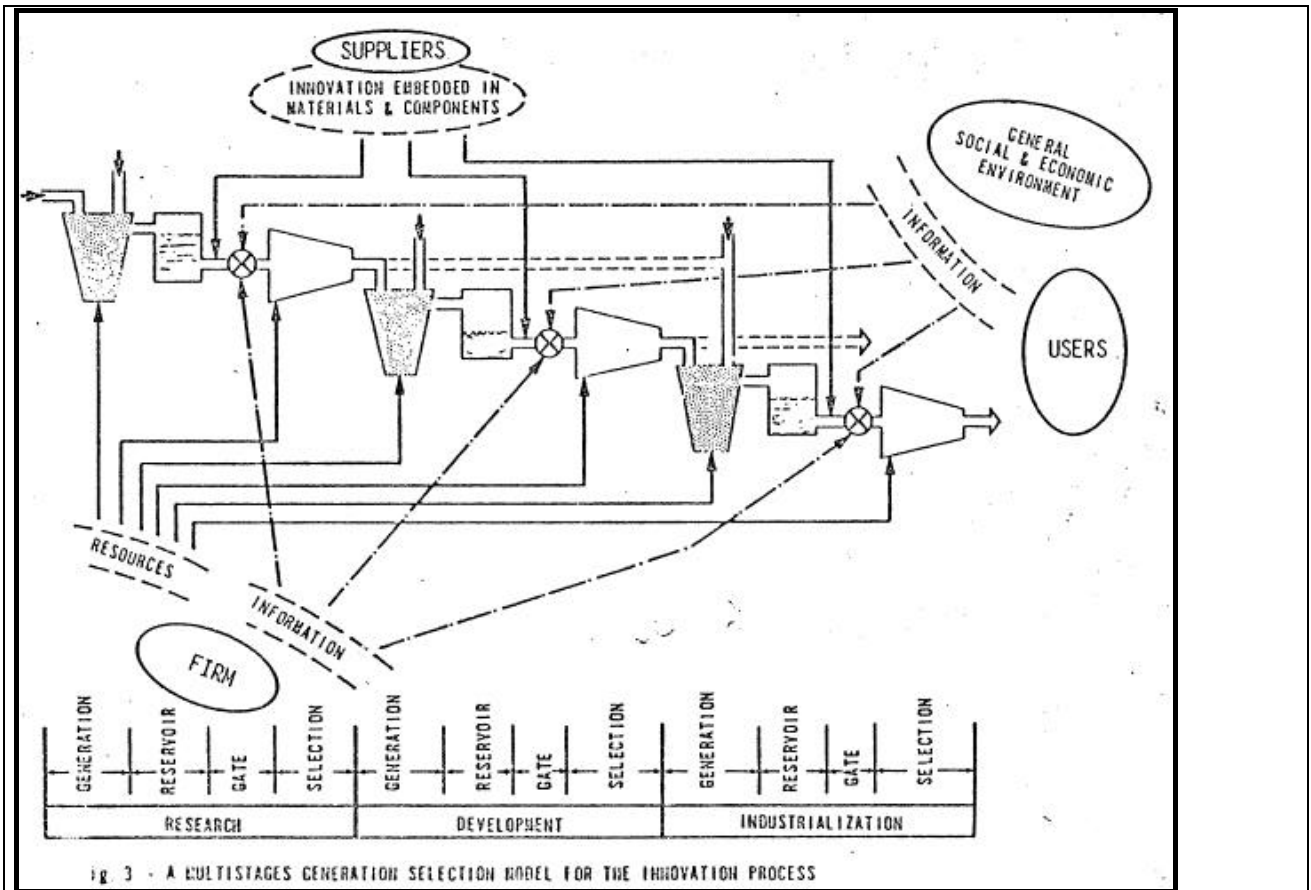 SUPPLIERS
INNOVATION EMBEDDED IN
MATERIALS & COMPONENTS
GENERAL
SOCIAL & ECONOMIC
ENVIRONMENT
INFORMATION
USERS
RESOURCES
INFORMATION
FIRM
GENERATION
RESERVOIR
GATE
SELECTION
GENERATION
RESERVOIR
GATE
SELECTION
GENERATION
RESERVOIR
GATE
SELECTION
RESEARCH
DEVELOPMENT
INDUSTRIALIZATION
ig. 3 - A MULTISTAGES GENERATION SELECTION MODEL FOR THE INNOVATION PROCESS